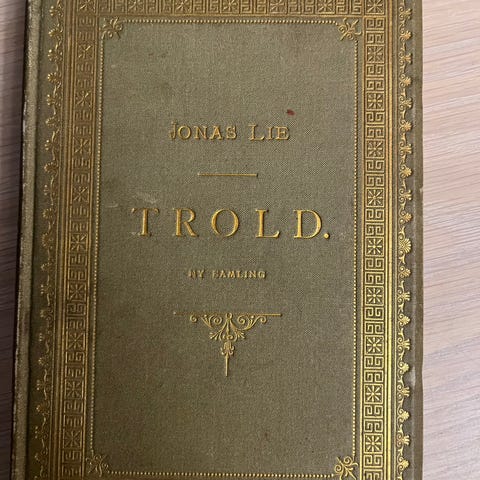 JONAS LIE
TROLD.
NY SAMLING